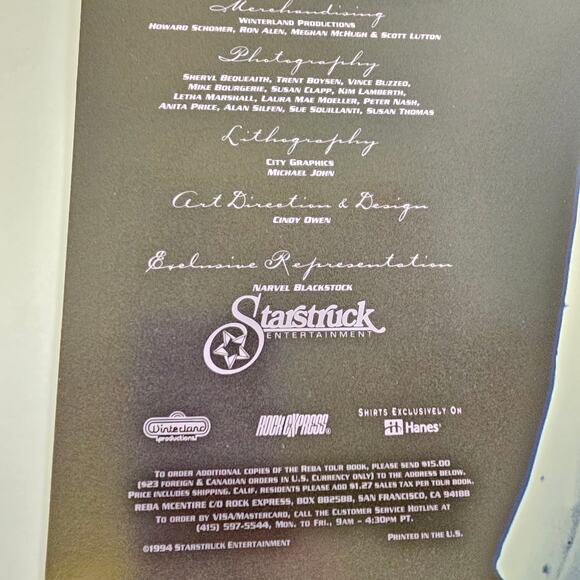 Merchandising
WINTERLAND PRODUCTIONS
HOWARD SCHOMER, RON ALEN, MEGHAN MCHUGH & SCOTT LUTTON
Photography
SHERYL BEQUEAITH, TRENT BOYSEN, VINCE BUZZEO,
MIKE BOURGERIE, SUSAN CLAPP, KIM LAMBERTH,
LETHA MARSHALL, LAURA MAE MOELLER, PETER NASH,
ANITA PRICE, ALAN SILFEN, SUE SQUILLANTI, SUSAN THOMAS
Lithography
CITY GRAPHICS
MICHAEL JOHN
Art Direction & Design
CINDY OWEN
Exclusive Representation
NARVEL BLACKSTOCK
Starstruck
ENTERTAINMENT
Winterland
productions
ROCK EXPRESS®
SHIRTS EXCLUSIVELY ON
Hanes®
TO ORDER ADDITIONAL COPIES OF THE REBA TOUR BOOK, PLEASE SEND $15.00
($23 FOREIGN & CANADIAN ORDERS IN U.S. CURRENCY ONLY) TO THE ADDRESS BELOW.
PRICE INCLUDES SHIPPING. CALIF. RESIDENTS PLEASE ADD $1.27 SALES TAX PER TOUR BOOK.
REBA MCENTIRE C/O ROCK EXPRESS, BOX 882588, SAN FRANCISCO, CA 94188
TO ORDER BY VISA/MASTERCARD, CALL THE CUSTOMER SERVICE HOTLINE AT
(415) 597-5544, MON. TO FRI., 9AM - 4:30PM PT.
©1994 STARSTRUCK ENTERTAINMENT
PRINTED IN THE U.S.